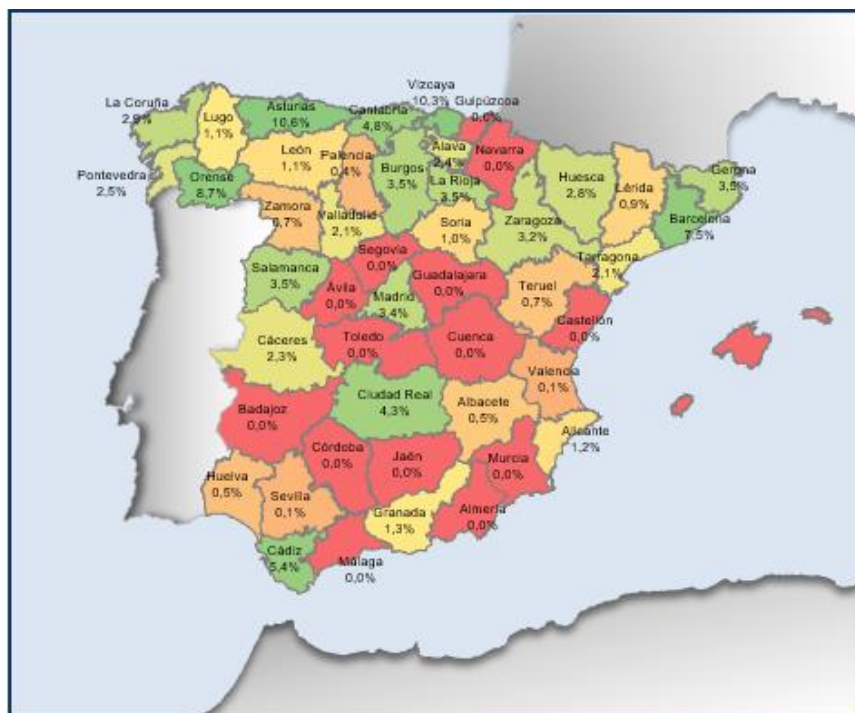 Vizcaya
10,3%
Guipúzcoa
0,0%
La Coruña
2,9%
Lugo
1,1%
Asturias
10,6%
Cantabria
4,8%
León
1,1%
Palencia
0,4%
Burgos
3,5%
Álava
2,4%
Navarra
0,0%
La Rioja
3,5%
Huesca
2,8%
Lérida
0,9%
Gerona
3,5%
Pontevedra
2,5%
Orense
8,7%
Zamora
0,7%
Valladolid
2,1%
Soria
1,0%
Zaragoza
3,2%
Barcelona
7,5%
Tarragona
2,1%
Segovia
0,0%
Salamanca
3,5%
Ávila
0,0%
Madrid
3,4%
Guadalajara
0,0%
Teruel
0,7%
Castellón
0,0%
Cáceres
2,3%
Toledo
0,0%
Cuenca
0,0%
Valencia
0,1%
Badajoz
0,0%
Ciudad Real
4,3%
Albacete
0,5%
Alicante
1,2%
Córdoba
0,0%
Jaén
0,0%
Murcia
0,0%
Huelva
0,5%
Sevilla
0,1%
Granada
1,3%
Almería
0,0%
Cádiz
5,4%
Málaga
0,0%